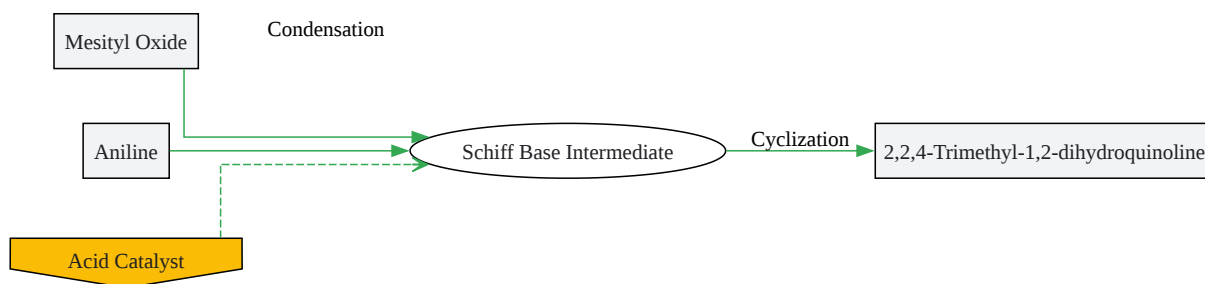 Mesityl Oxide
Condensation
Aniline
Schiff Base Intermediate
Cyclization
2,2,4-Trimethyl-1,2-dihydroquinoline
Acid Catalyst